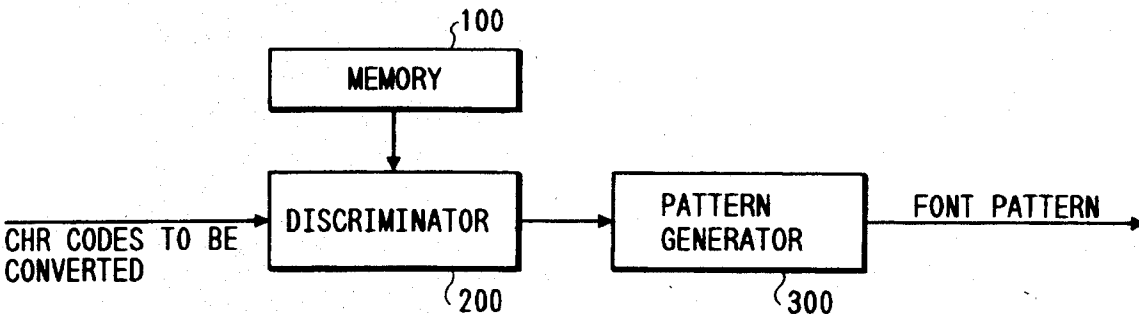 100
MEMORY
DISCRIMINATOR
PATTERN
GENERATOR
FONT PATTERN
CHR CODES TO BE
CONVERTED
200
300